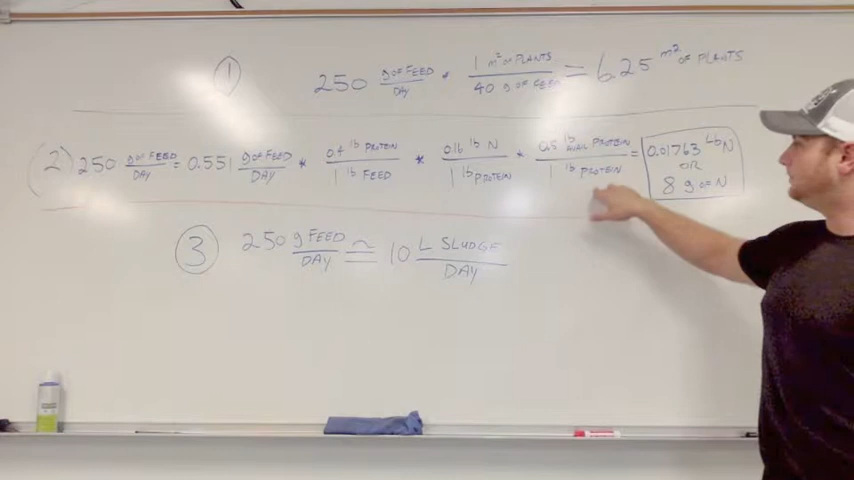 1 250 g of FEED / DAY • 1 m² of PLANTS / 40 g of FEED = 6.25 m² of PLANTS
2 250 g of FEED / DAY = 0.551 g of FEED / DAY * 0.4 lb PROTEIN / 1 lb FEED * 0.16 lb N / 1 lb PROTEIN * 0.5 lb AVAIL PROTEIN / 1 lb PROTEIN = 0.01763 Lb N OR 8 g of N
3 250 g FEED / DAY ≅ 10 L SLUDGE / DAY